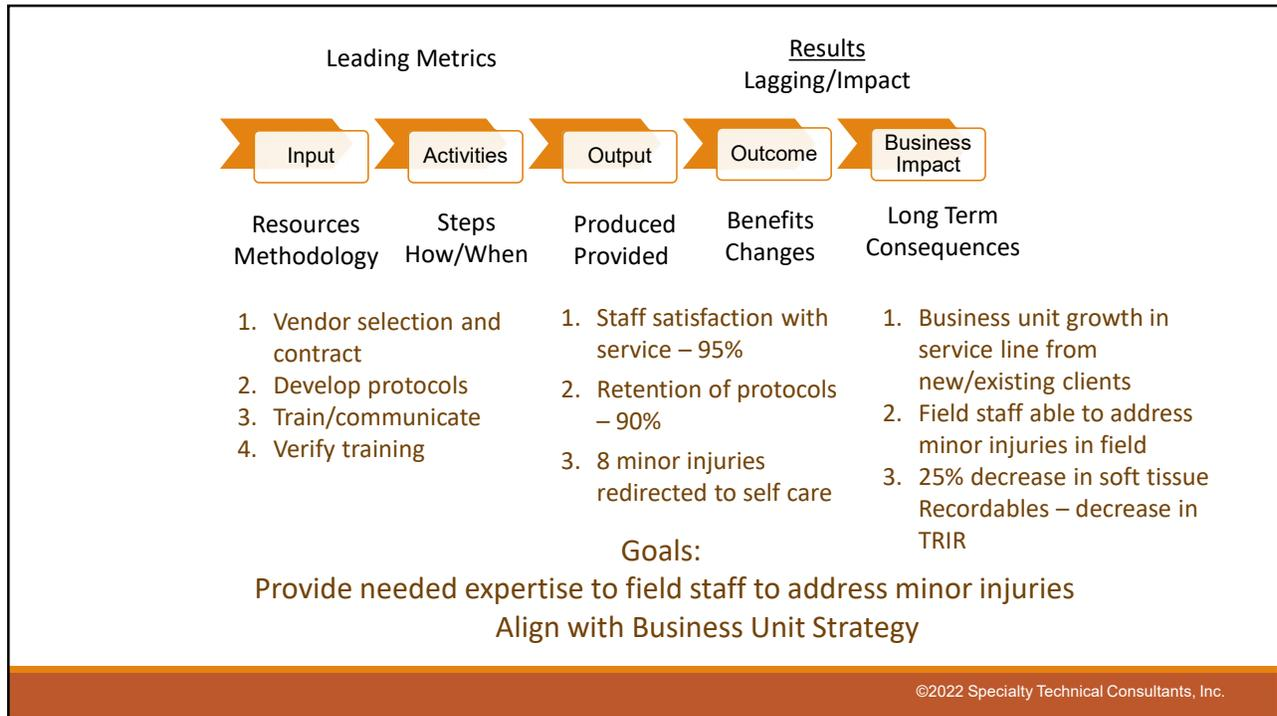 Leading Metrics
Results
Lagging/Impact
Input
Activities
Output
Outcome
Business
Impact
Resources
Methodology
Steps
How/When
Produced
Provided
Benefits
Changes
Long Term
Consequences
1. Vendor selection and
contract
2. Develop protocols
3. Train/communicate
4. Verify training
1. Staff satisfaction with
service – 95%
2. Retention of protocols
– 90%
3. 8 minor injuries
redirected to self care
1. Business unit growth in
service line from
new/existing clients
2. Field staff able to address
minor injuries in field
3. 25% decrease in soft tissue
Recordables – decrease in
TRIR
Goals:
Provide needed expertise to field staff to address minor injuries
Align with Business Unit Strategy
©2022 Specialty Technical Consultants, Inc.